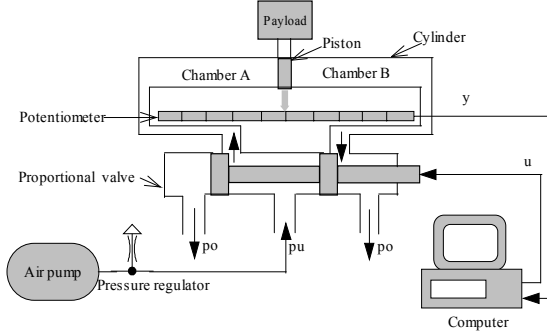 Payload
Piston
Cylinder
Chamber A
Chamber B
Potentiometer
y
Proportional valve
u
po
pu
po
Air pump
Pressure regulator
Computer